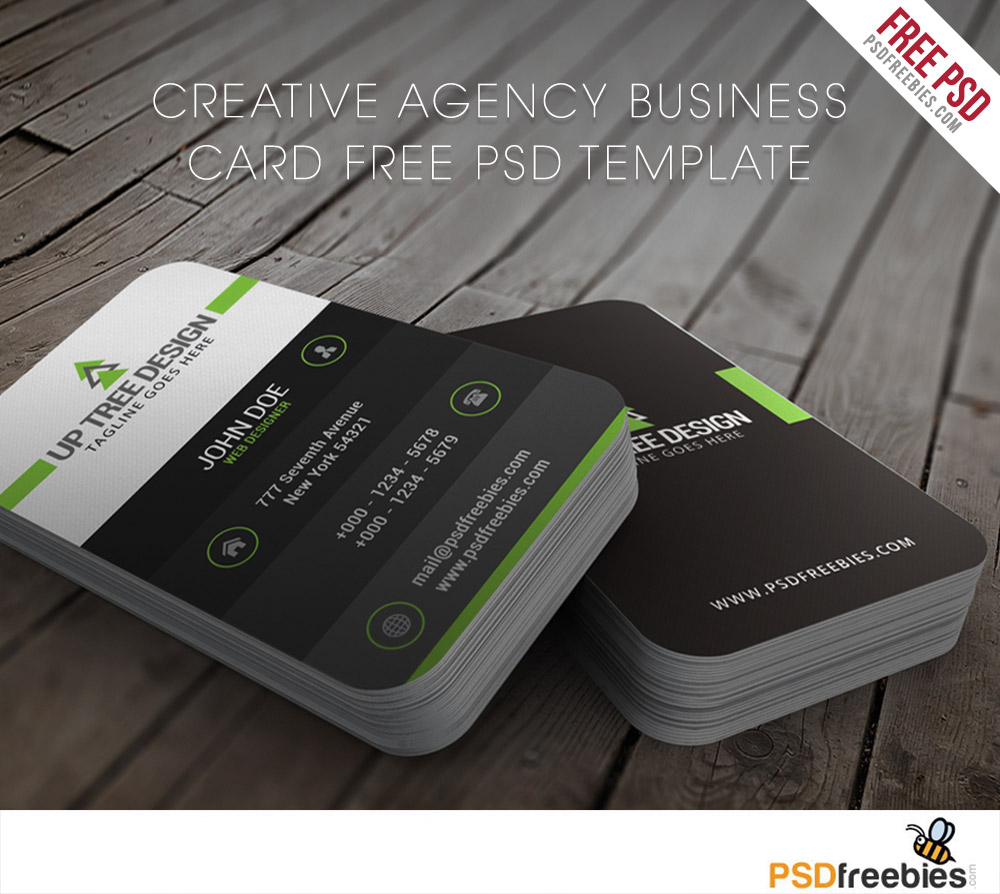 CREATIVE AGENCY BUSINESS
CARD FREE PSD TEMPLATE
FREE PSD
PSDFREEBIES.COM
UP TREE DESIGN
TAGLINE GOES HERE
JOHN DOE
WEB DESIGNER
777 Seventh Avenue
New York 54321
+000 - 1234 - 5678
+000 - 1234 - 5679
mail@psdfreebies.com
www.psdfreebies.com
REE DESIGN
INE GOES HERE
WWW.PSDFREEBIES.COM
PSDfreebies.com